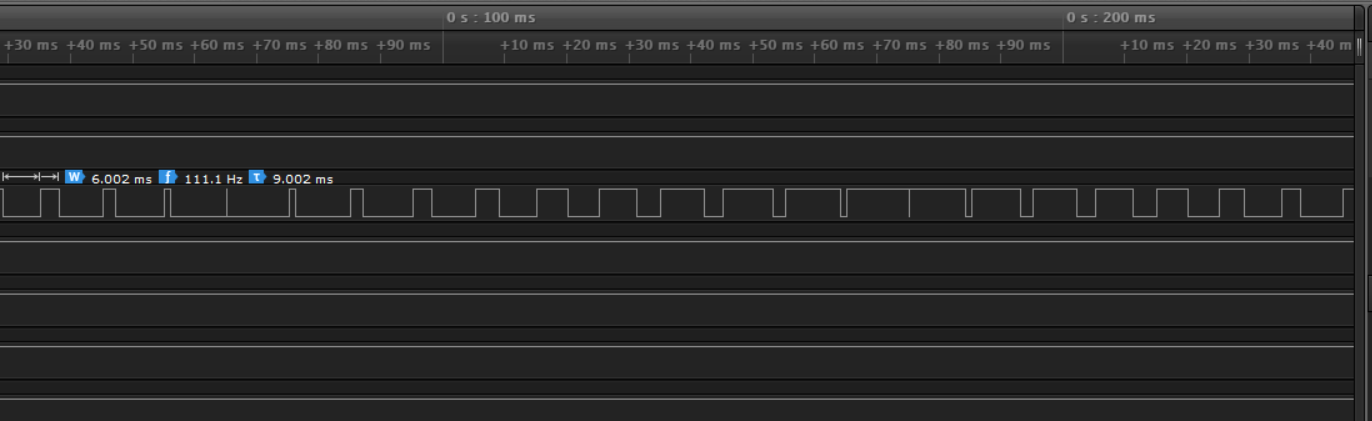 0 s : 100 ms 0 s : 200 ms
+30 ms +40 ms +50 ms +60 ms +70 ms +80 ms +90 ms +10 ms +20 ms +30 ms +40 ms +50 ms +60 ms +70 ms +80 ms +90 ms +10 ms +20 ms +30 ms +40 m
W 6.002 ms f 111.1 Hz τ 9.002 ms